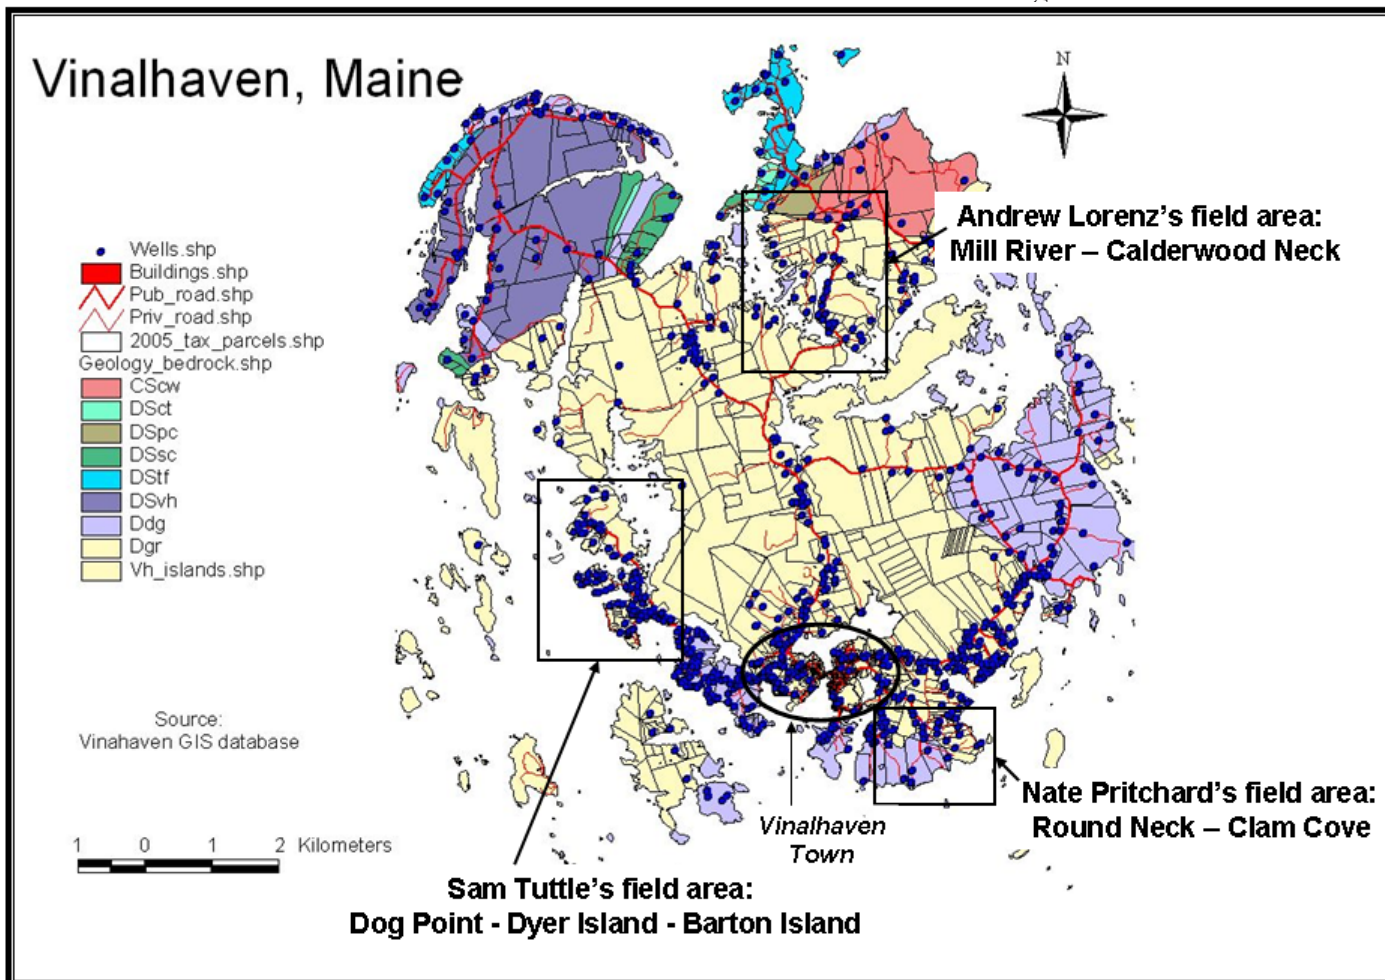 Vinalhaven, Maine
N
Andrew Lorenz's field area:
Mill River – Calderwood Neck
Wells.shp
Buildings.shp
Pub_road.shp
Priv_road.shp
2005_tax_parcels.shp
Geology_bedrock.shp
CScw
DSct
DSpc
DSsc
DStf
DSvh
Ddg
Dgr
Vh_islands.shp
Source:
Vinahaven GIS database
1 0 1 2 Kilometers
Vinalhaven
Town
Nate Pritchard's field area:
Round Neck – Clam Cove
Sam Tuttle's field area:
Dog Point - Dyer Island - Barton Island